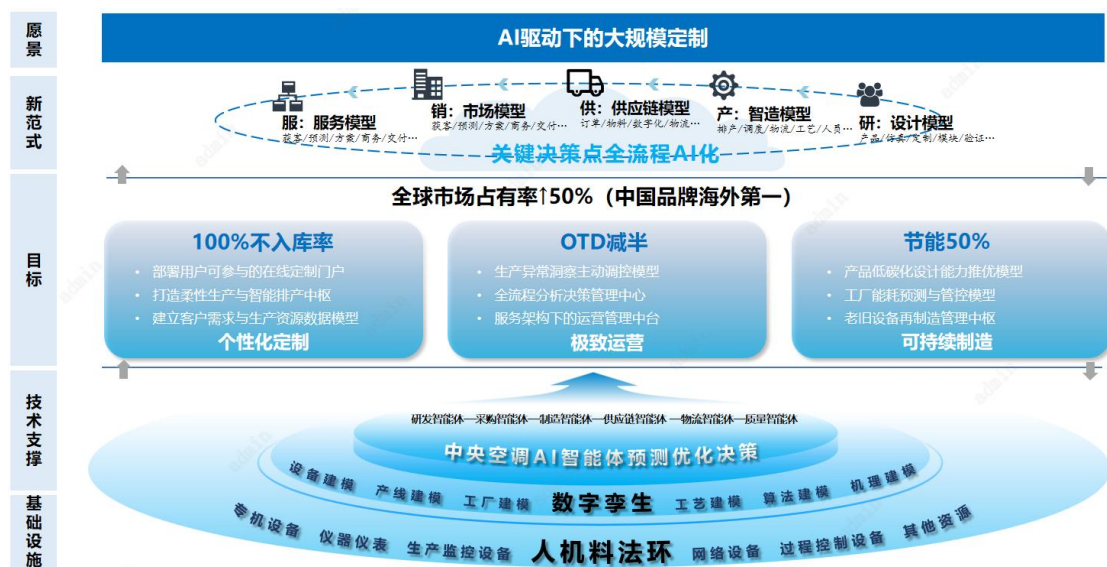 愿景
AI驱动下的大规模定制
新范式
服：服务模型
获客/预测/方案/商务/交付…
销：市场模型
获客/预测/方案/商务/交付…
供：供应链模型
订单/物料/数字化/物流…
产：智造模型
排产/调度/物流/工艺/人员…
研：设计模型
产品/仿真/定制/模块/验证…
关键决策点全流程AI化
目标
全球市场占有率↑50%（中国品牌海外第一）
100%不入库率
• 部署用户可参与的在线定制门户
• 打造柔性生产与智能排产中枢
• 建立客户需求与生产资源数据模型
个性化定制
OTD减半
• 生产异常洞察主动调控模型
• 全流程分析决策管理中心
• 服务架构下的运营管理中台
极致运营
节能50%
• 产品低碳化设计能力推优模型
• 工厂能耗预测与管控模型
• 老旧设备再制造管理中枢
可持续制造
技术支撑
研发智能体—采购智能体—制造智能体—供应链智能体—物流智能体—质量智能体
中央空调AI智能体预测优化决策
设备建模 产线建模 工厂建模 数字孪生 工艺建模 算法建模 机理建模
基础设施
专机设备 仪器仪表 生产监控设备 人机料法环 网络设备 过程控制设备 其他资源
admin